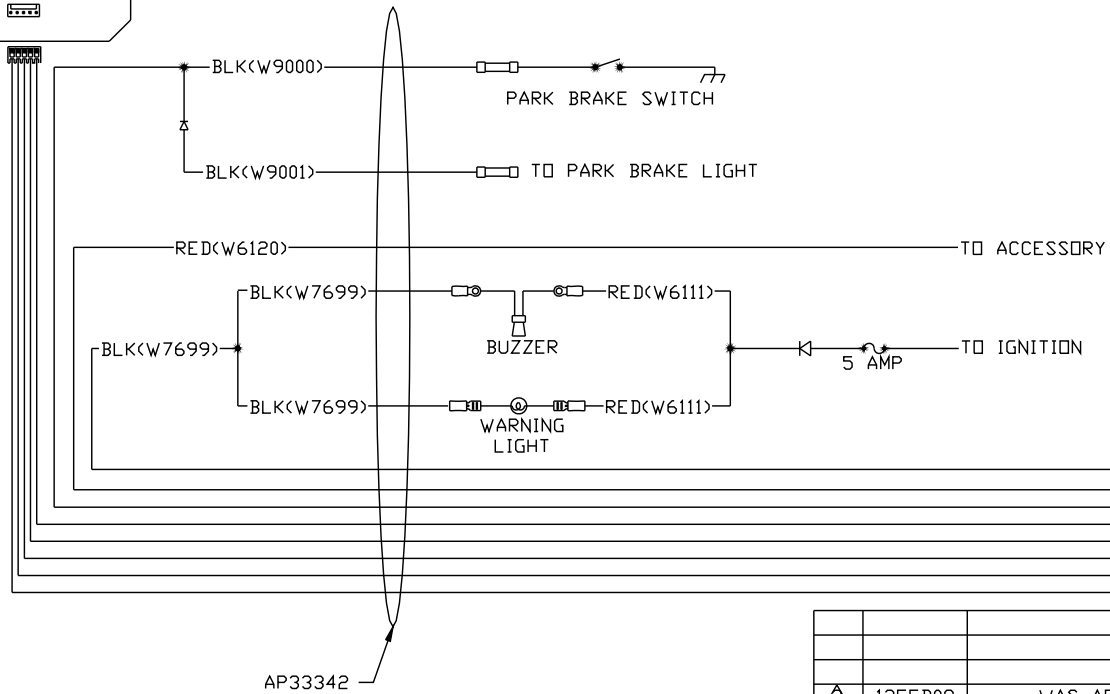 BLK(W9000)
PARK BRAKE SWITCH
BLK(W9001)
TO PARK BRAKE LIGHT
RED(W6120)
TO ACCESSORY
BLK(W7699)
RED(W6111)
BUZZER
BLK(W7699)
TO IGNITION
5 AMP
BLK(W7699)
RED(W6111)
WARNING
LIGHT
AP33342
A